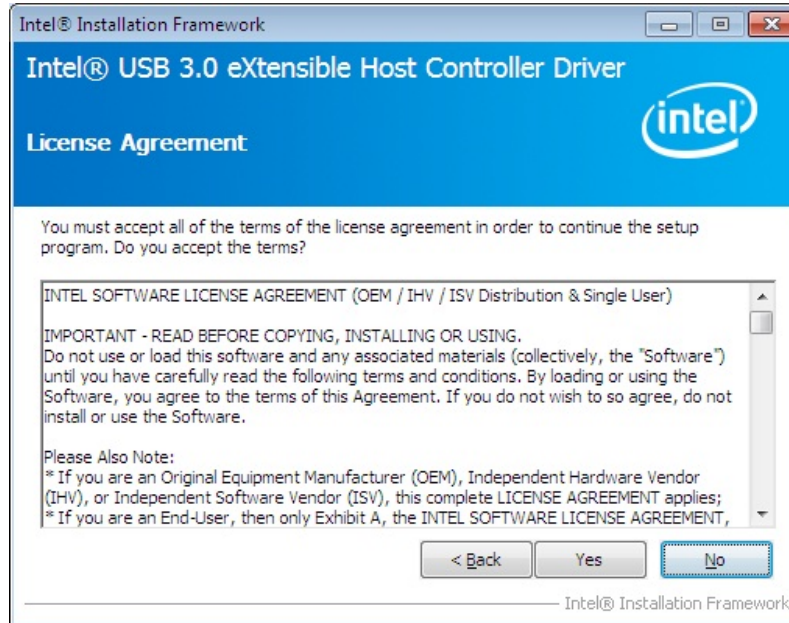 Intel® Installation Framework
Intel® USB 3.0 eXtensible Host Controller Driver
intel
License Agreement
You must accept all of the terms of the license agreement in order to continue the setup
program. Do you accept the terms?
INTEL SOFTWARE LICENSE AGREEMENT (OEM / IHV / ISV Distribution & Single User)
IMPORTANT - READ BEFORE COPYING, INSTALLING OR USING.
Do not use or load this software and any associated materials (collectively, the "Software")
until you have carefully read the following terms and conditions. By loading or using the
Software, you agree to the terms of this Agreement. If you do not wish to so agree, do not
install or use the Software.
Please Also Note:
* If you are an Original Equipment Manufacturer (OEM), Independent Hardware Vendor
(IHV), or Independent Software Vendor (ISV), this complete LICENSE AGREEMENT applies;
* If you are an End-User, then only Exhibit A, the INTEL SOFTWARE LICENSE AGREEMENT,
< Back Yes No
Intel® Installation Framework